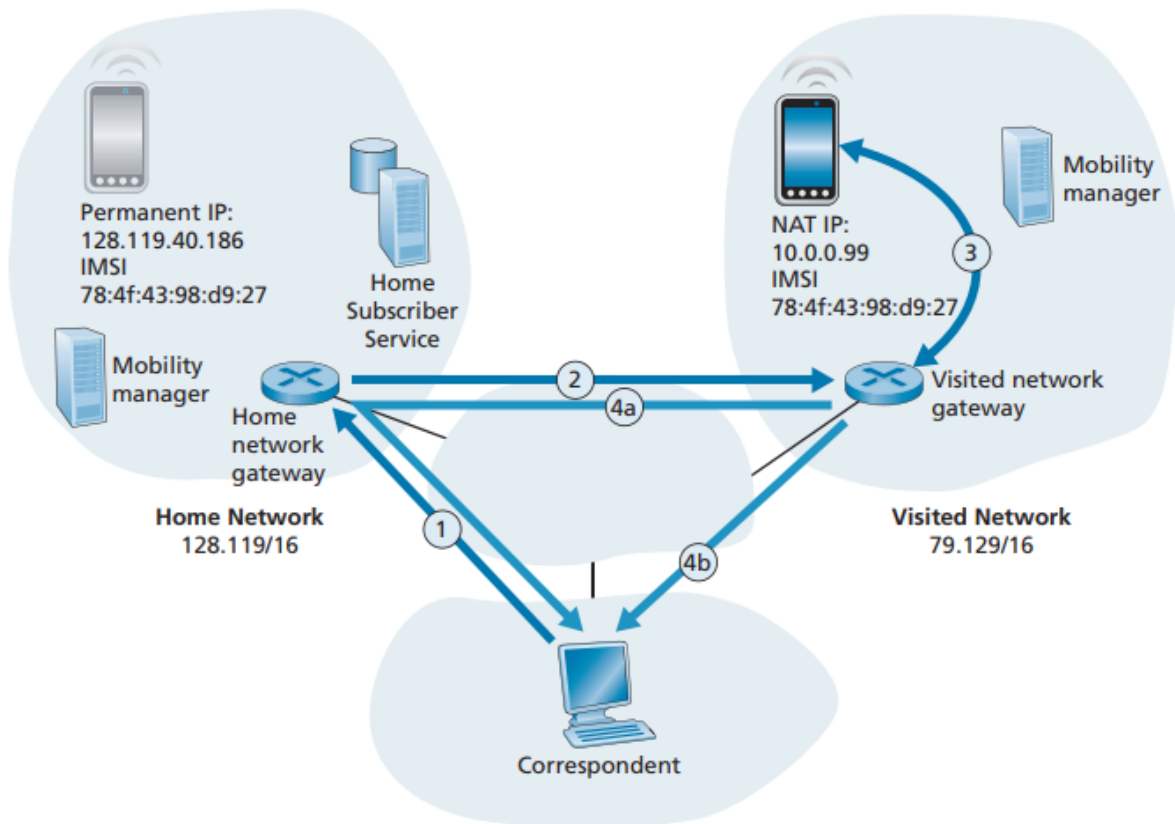 Permanent IP:
128.119.40.186
IMSI
78:4f:43:98:d9:27
Home
Subscriber
Service
Mobility
manager
Home
network
gateway
Home Network
128.119/16
NAT IP:
10.0.0.99
IMSI
78:4f:43:98:d9:27
Mobility
manager
3
2
4a
Visited network
gateway
Visited Network
79.129/16
1
4b
Correspondent